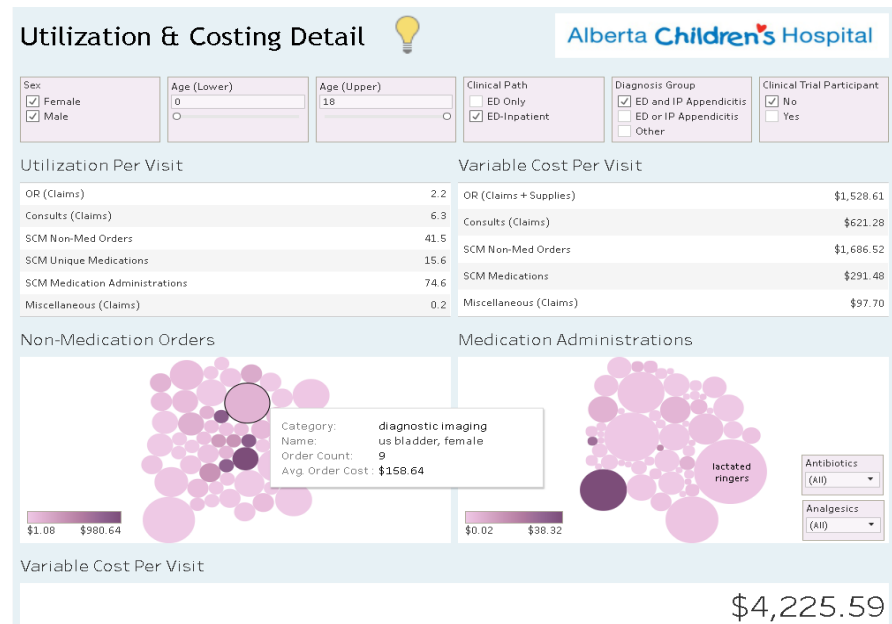 Utilization & Costing Detail
Alberta Children's Hospital
Sex
Female
Male
Age (Lower)
0
Age (Upper)
18
Clinical Path
ED Only
ED-Inpatient
Diagnosis Group
ED and IP Appendicitis
ED or IP Appendicitis
Other
Clinical Trial Participant
No
Yes
Utilization Per Visit
OR (Claims) 2.2
Consults (Claims) 6.3
SCM Non-Med Orders 41.5
SCM Unique Medications 15.6
SCM Medication Administrations 74.6
Miscellaneous (Claims) 0.2
Variable Cost Per Visit
OR (Claims + Supplies) $1,528.61
Consults (Claims) $621.28
SCM Non-Med Orders $1,686.52
SCM Medications $291.48
Miscellaneous (Claims) $97.70
Non-Medication Orders
Category: diagnostic imaging
Name: us bladder, female
Order Count: 9
Avg. Order Cost: $158.64
$1.08 $980.64
Medication Administrations
lactated
ringers
$0.02 $38.32
Antibiotics
(All)
Analgesics
(All)
Variable Cost Per Visit
$4,225.59